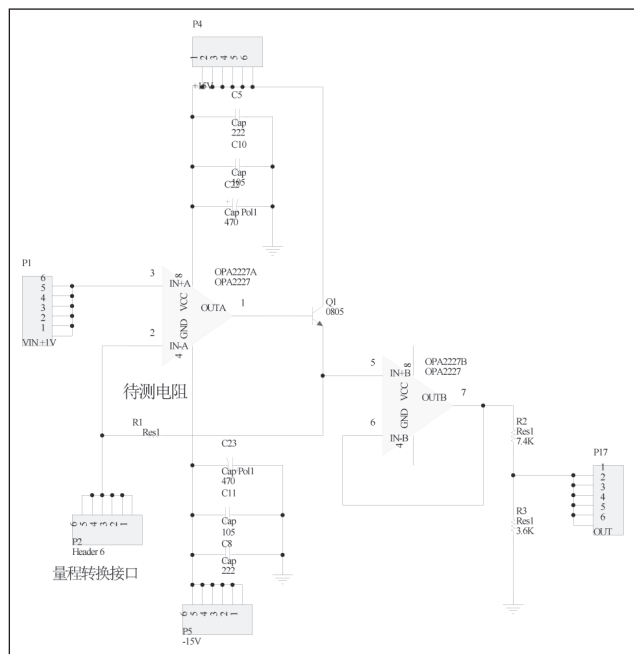 P4
1 2 3 4 5 6
+15V
C5
Cap
222
C10
Cap
105
C22
+
Cap Pol1
470
P1
6
5
4
3
2
1
VIN±1V
3
2
IN+A
8
VCC
GND
4
IN-A
OUTA
OPA2227A
OPA2227
1
Q1
0805
待测电阻
R1
Res1
5
6
IN+B
8
VCC
GND
4
IN-B
OUTB
OPA2227B
OPA2227
7
R2
Res1
7.4K
R3
Res1
3.6K
P17
1
2
3
4
5
6
OUT
C23
Cap Pol1
470
C11
Cap
105
C8
Cap
222
6 5 4 3 2 1
P2
Header 6
量程转换接口
6 5 4 3 2 1
P5
-15V